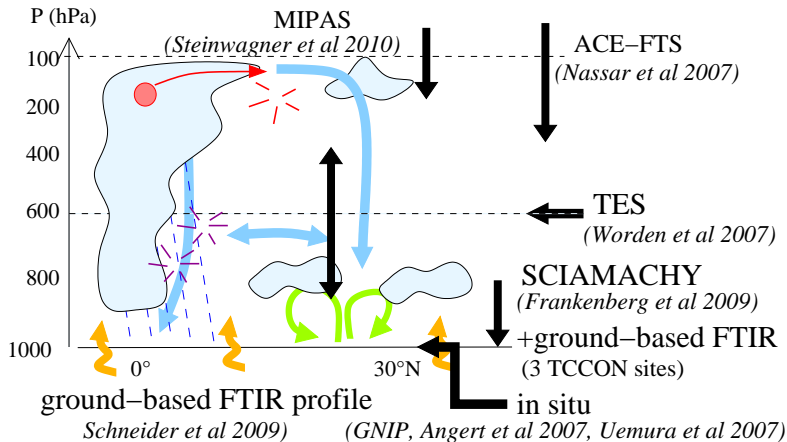 P (hPa)
MIPAS
(Steinwagner et al 2010)
ACE−FTS
(Nassar et al 2007)
100
200
400
600
TES
(Worden et al 2007)
800
SCIAMACHY
(Frankenberg et al 2009)
+ground−based FTIR
(3 TCCON sites)
1000
0°
30°N
ground−based FTIR profile
Schneider et al 2009)
in situ
(GNIP, Angert et al 2007, Uemura et al 2007)